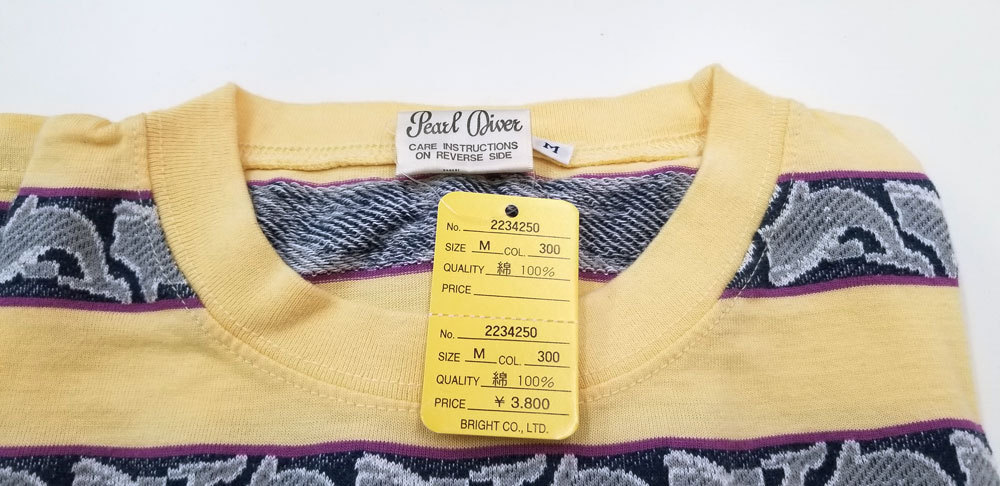 Pearl Diver
CARE INSTRUCTIONS
ON REVERSE SIDE
M
No. 2234250
SIZE M COL. 300
QUALITY 綿 100%
PRICE
No. 2234250
SIZE M COL. 300
QUALITY 綿 100%
PRICE ¥ 3.800
BRIGHT CO., LTD.